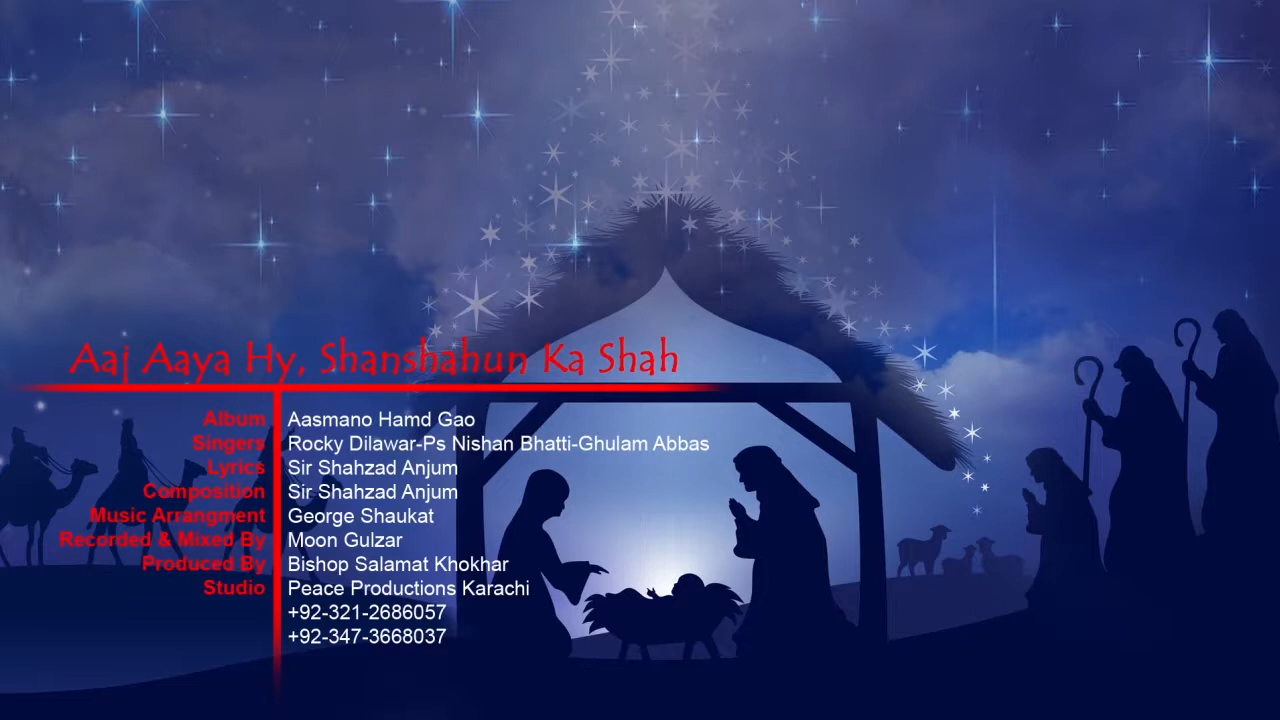 Aaj Aaya Hy, Shanshahun Ka Shah
Album Aasmano Hamd Gao
Singers Rocky Dilawar-Ps Nishan Bhatti-Ghulam Abbas
Lyrics Sir Shahzad Anjum
Composition Sir Shahzad Anjum
Music Arrangment George Shaukat
Recorded & Mixed By Moon Gulzar
Produced By Bishop Salamat Khokhar
Studio Peace Productions Karachi
+92-321-2686057
+92-347-3668037